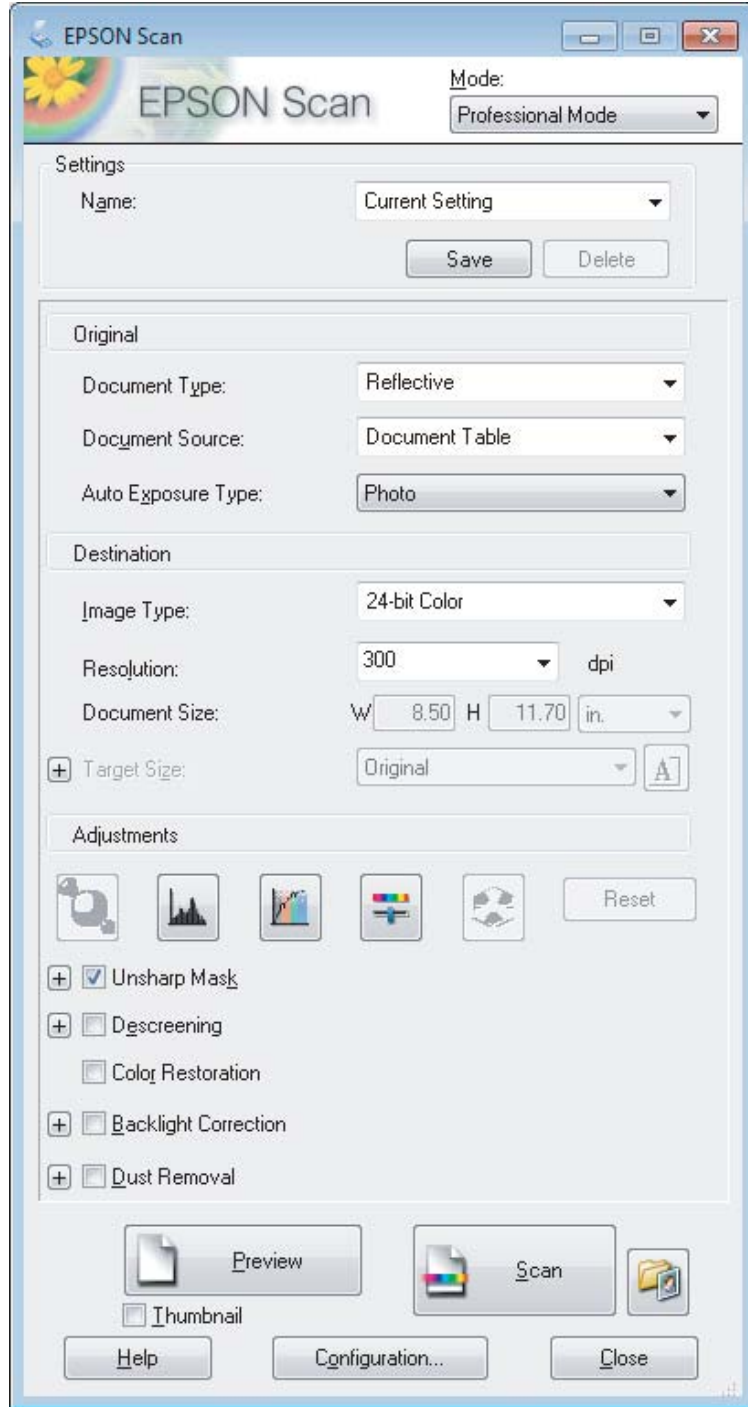 EPSON Scan
EPSON Scan
Mode:
Professional Mode
Settings
Name:
Current Setting
Save
Delete
Original
Document Type:
Reflective
Document Source:
Document Table
Auto Exposure Type:
Photo
Destination
Image Type:
24-bit Color
Resolution:
300
dpi
Document Size:
W 8.50 H 11.70 in.
Target Size:
Original
A
Adjustments
Reset
Unsharp Mask
Descreening
Color Restoration
Backlight Correction
Dust Removal
Preview
Scan
Thumbnail
Help
Configuration...
Close